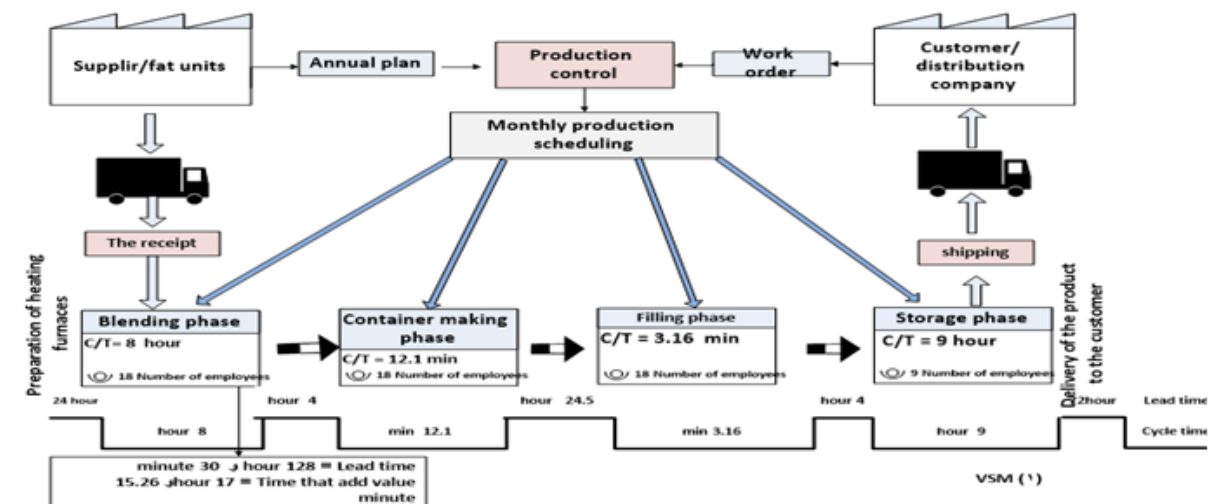 Supplir/fat units
Annual plan
Production
control
Work
order
Customer/
distribution
company
Monthly production
scheduling
The receipt
shipping
Preparation of heating
furnaces
Blending phase
C/T= 8 hour
18 Number of employees
Container making
phase
C/T = 12.1 min
18 Number of employees
Filling phase
C/T = 3.16 min
18 Number of employees
Storage phase
C/T = 9 hour
9 Number of employees
Delivery of the product
to the customer
24 hour
hour 4
hour 24.5
hour 4
2hour
Lead time
hour 8
min 12.1
min 3.16
hour 9
Cycle time
minute 30 و hour 128 = Lead time
15.26 وhour 17 = Time that add value
minute
VSM (١)